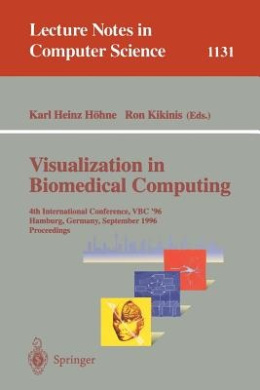 Lecture Notes in
Computer Science 1131
Karl Heinz Höhne Ron Kikinis (Eds.)
Visualization in
Biomedical Computing
4th International Conference, VBC '96
Hamburg, Germany, September 1996
Proceedings
Springer